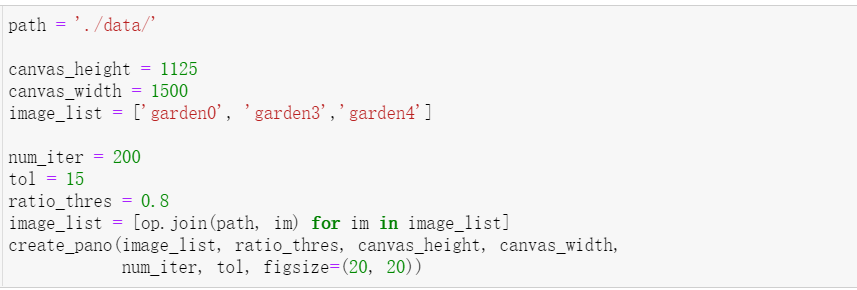 path = './data/'
canvas_height = 1125
canvas_width = 1500
image_list = ['garden0', 'garden3','garden4']
num_iter = 200
tol = 15
ratio_thres = 0.8
image_list = [op.join(path, im) for im in image_list]
create_pano(image_list, ratio_thres, canvas_height, canvas_width,
            num_iter, tol, figsize=(20, 20))